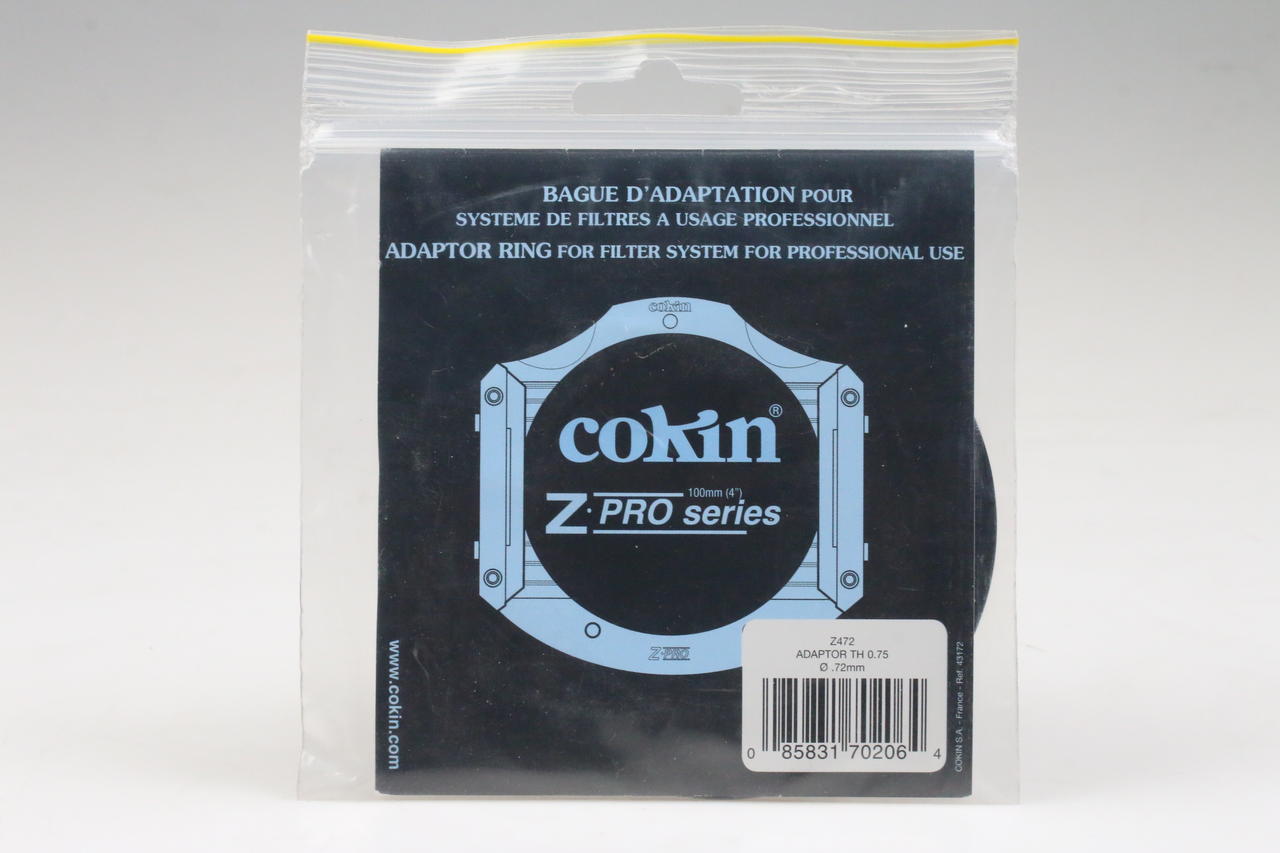 BAGUE D'ADAPTATION POUR
SYSTEME DE FILTRES A USAGE PROFESSIONNEL
ADAPTOR RING FOR FILTER SYSTEM FOR PROFESSIONAL USE
cokin
cokin®
100mm (4")
Z·PRO series
Z·PRO
Z472
ADAPTOR TH 0.75
Ø .72mm
0 85831 70206 4
www.cokin.com
COKIN S.A. - France - Ref. 43172